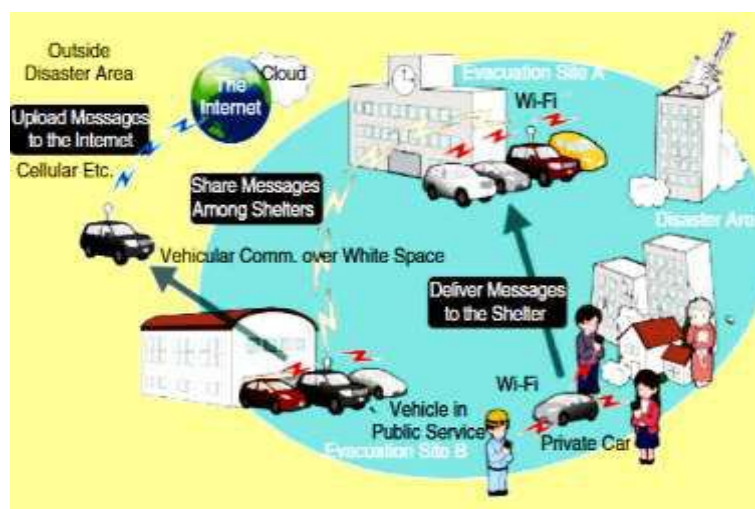 Outside
Disaster Area
The
Internet
Cloud
Upload Messages
to the Internet
Cellular Etc.
Evacuation Site A
Wi-Fi
Share Messages
Among Shelters
Disaster Are
Vehicular Comm. over White Space
Deliver Messages
to the Shelter
Wi-Fi
Vehicle in
Public Service
Private Car
Evacuation Site B